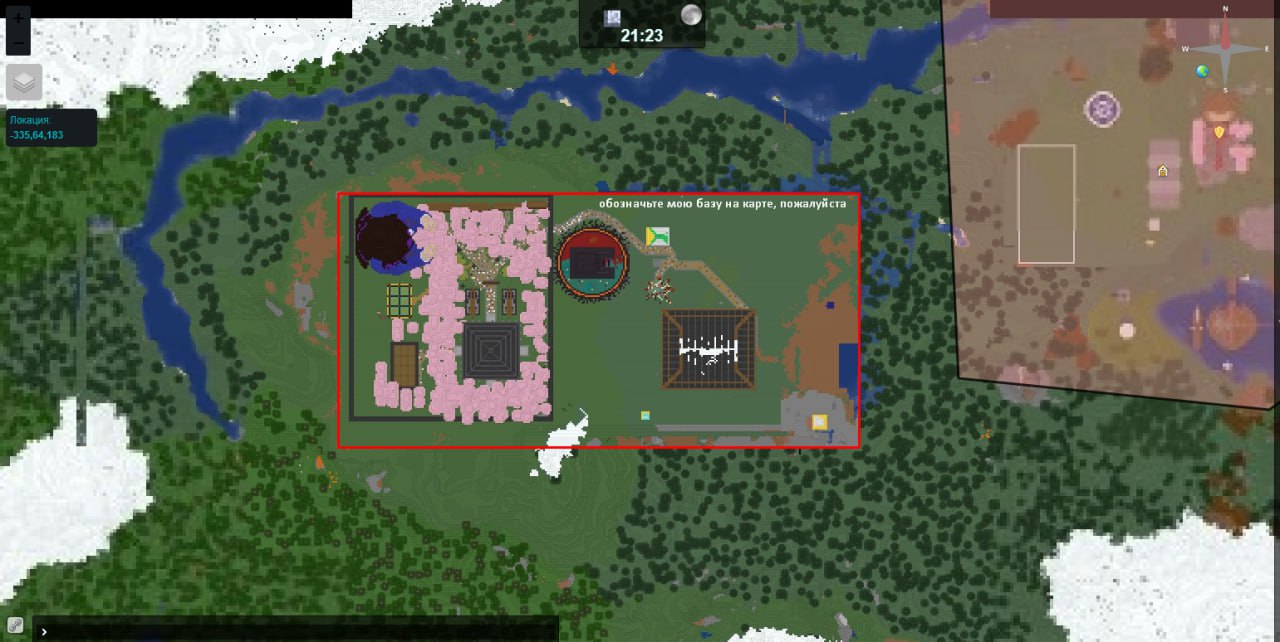 +
21:23
N
W
E
S
−
Локация:
-335,64,183
обозначьте мою базу на карте, пожалуйста
›